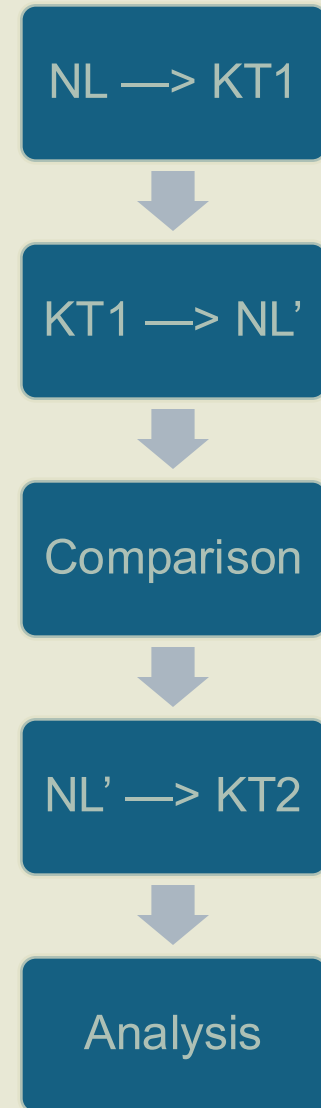 NL —> KT1
KT1 —> NL’
Comparison
NL’ —> KT2
Analysis